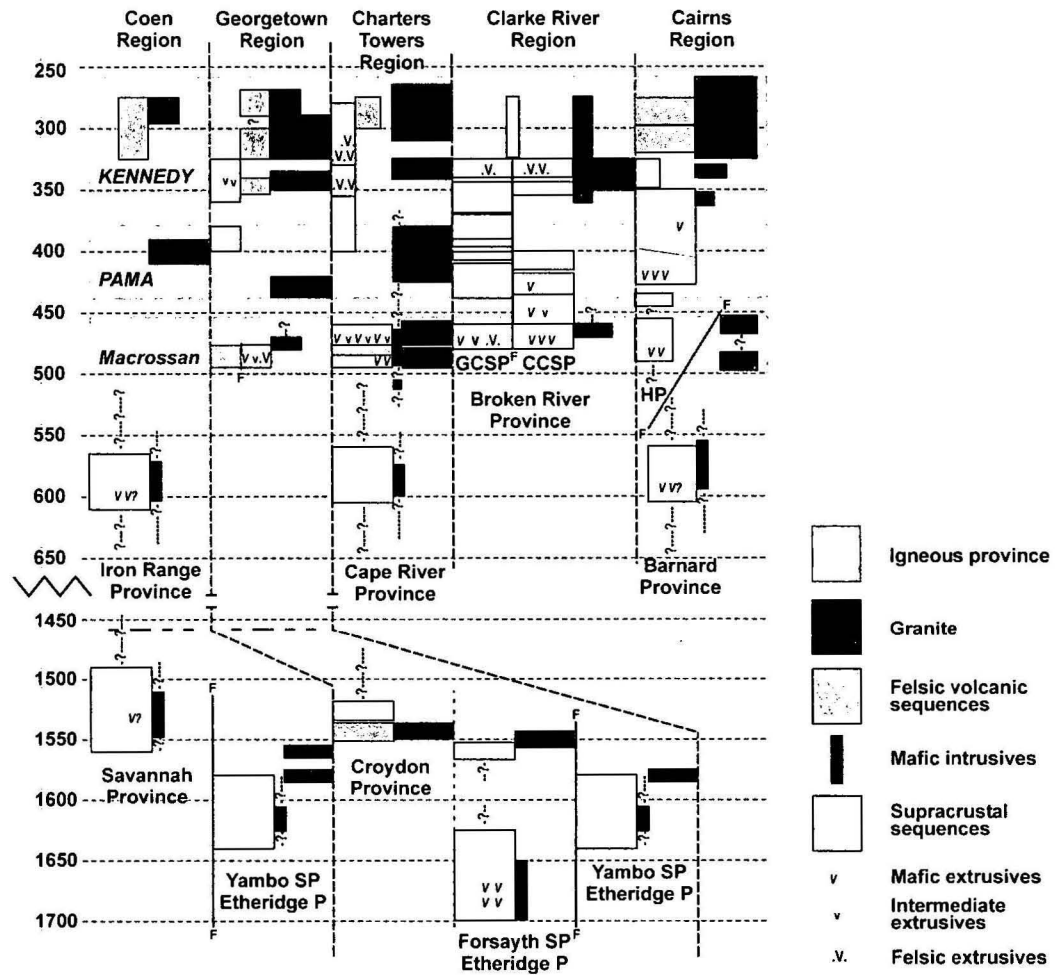 Coen Region
Georgetown Region
Charters Towers Region
Clarke River Region
Cairns Region
250
300
KENNEDY
350
400
PAMA
450
Macrossan
500
550
600
650
-?-
.V.
V V
.V.
V V
.V.V.
.V.
.V.V.
V
V V V
V
V v
V V V V V
V V
V v .V.
V V V
V v.V
V V
F
GCSP
F
CCSP
HP
F
F
Broken River Province
V V?
V V?
Iron Range Province
Cape River Province
Barnard Province
1450
1500
1550
1600
1650
1700
V?
Savannah Province
Croydon Province
F
F
F
F
Yambo SP
Etheridge P
V V
V V
Forsayth SP
Etheridge P
Yambo SP
Etheridge P
Igneous province
Granite
Felsic volcanic sequences
Mafic intrusives
Supracrustal sequences
V Mafic extrusives
v Intermediate extrusives
.V. Felsic extrusives